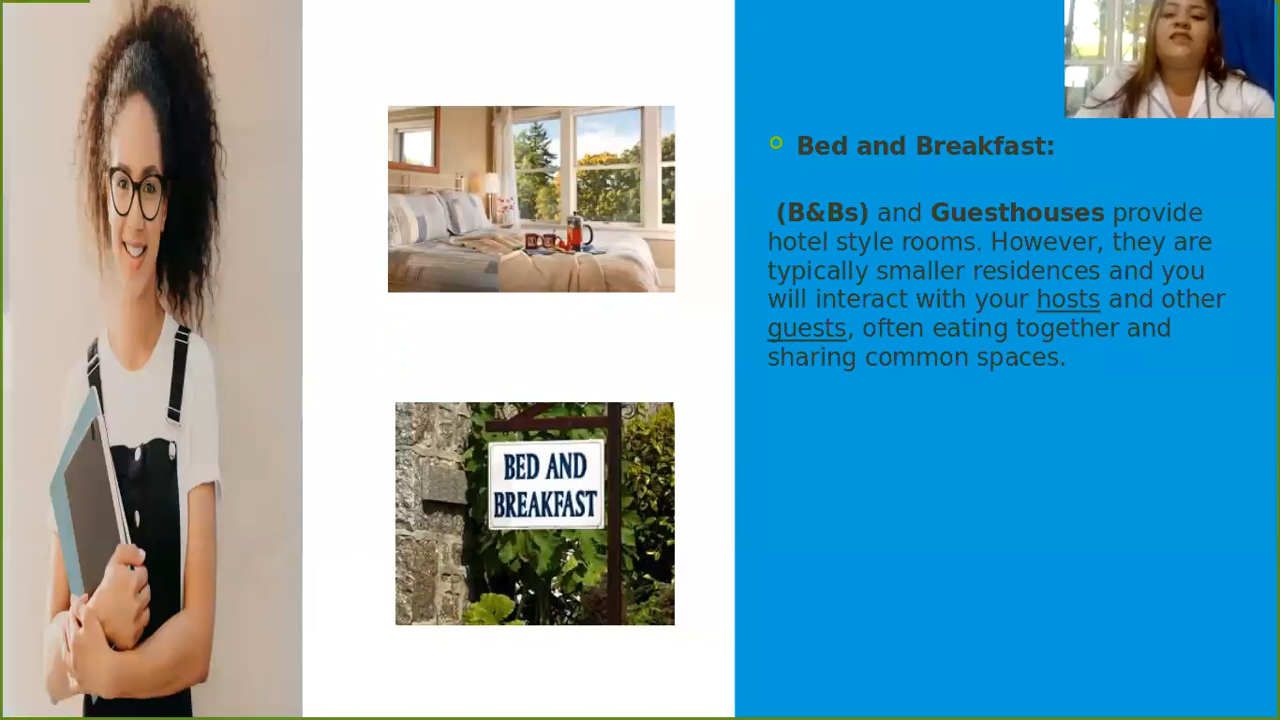 Bed and Breakfast:
(B&Bs) and Guesthouses provide
hotel style rooms. However, they are
typically smaller residences and you
will interact with your hosts and other
guests, often eating together and
sharing common spaces.
BED AND
BREAKFAST